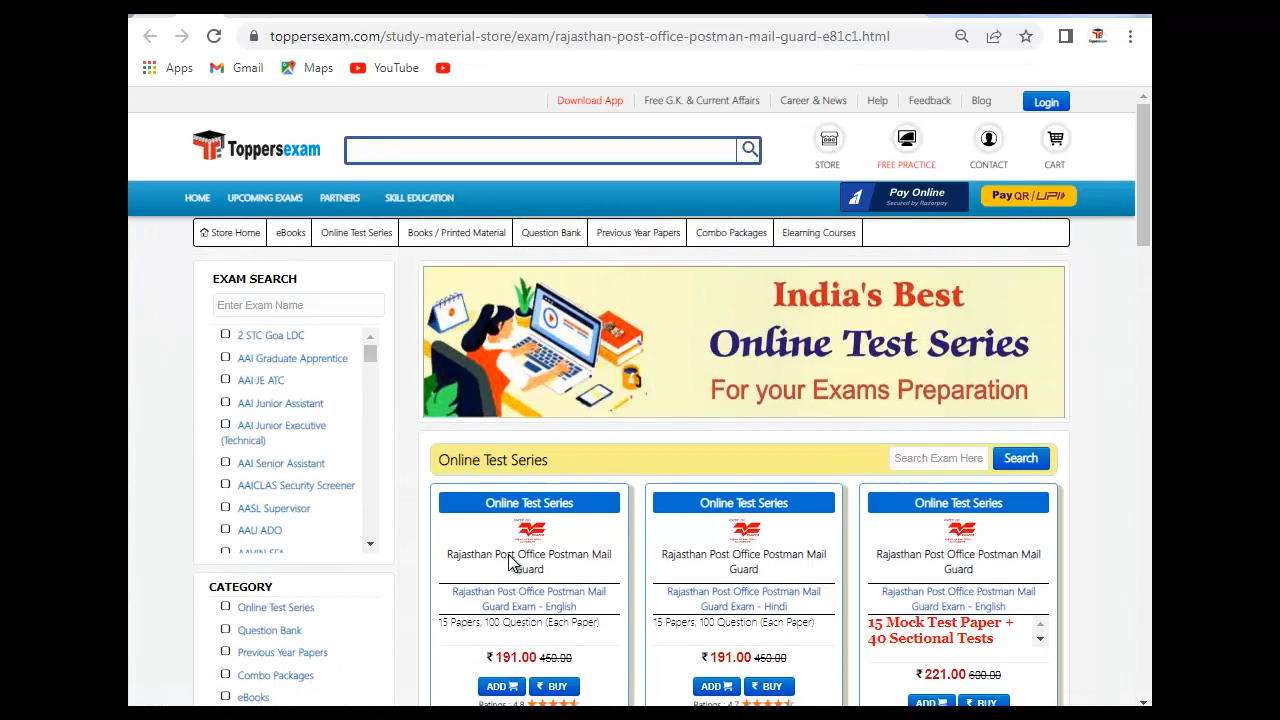 toppersexam.com/study-material-store/exam/rajasthan-post-office-postman-mail-guard-e81c1.html
Apps Gmail Maps YouTube
Download App Free G.K. & Current Affairs Career & News Help Feedback Blog Login
Toppersexam
STORE FREE PRACTICE CONTACT CART
HOME UPCOMING EXAMS PARTNERS SKILL EDUCATION Pay Online Pay QR/UPI
Secured by Razorpay
Store Home eBooks Online Test Series Books / Printed Material Question Bank Previous Year Papers Combo Packages Elearning Courses
EXAM SEARCH
Enter Exam Name
2 STC Goa LDC
AAI Graduate Apprentice
AAI JE ATC
AAI Junior Assistant
AAI Junior Executive
(Technical)
AAI Senior Assistant
AAICLAS Security Screener
AASL Supervisor
AAU ADO
CATEGORY
Online Test Series
Question Bank
Previous Year Papers
Combo Packages
eBooks
India's Best
Online Test Series
For your Exams Preparation
Online Test Series Search Exam Here Search
Online Test Series
Rajasthan Post Office Postman Mail
Guard
Rajasthan Post Office Postman Mail
Guard Exam - English
15 Papers, 100 Question (Each Paper)
₹ 191.00 450.00
ADD ₹ BUY
Ratings : 4.8
Online Test Series
Rajasthan Post Office Postman Mail
Guard
Rajasthan Post Office Postman Mail
Guard Exam - Hindi
15 Papers, 100 Question (Each Paper)
₹ 191.00 450.00
ADD ₹ BUY
Ratings : 4.7
Online Test Series
Rajasthan Post Office Postman Mail
Guard
Rajasthan Post Office Postman Mail
Guard Exam - English
15 Mock Test Paper +
40 Sectional Tests
₹ 221.00 600.00
ADD ₹ BUY